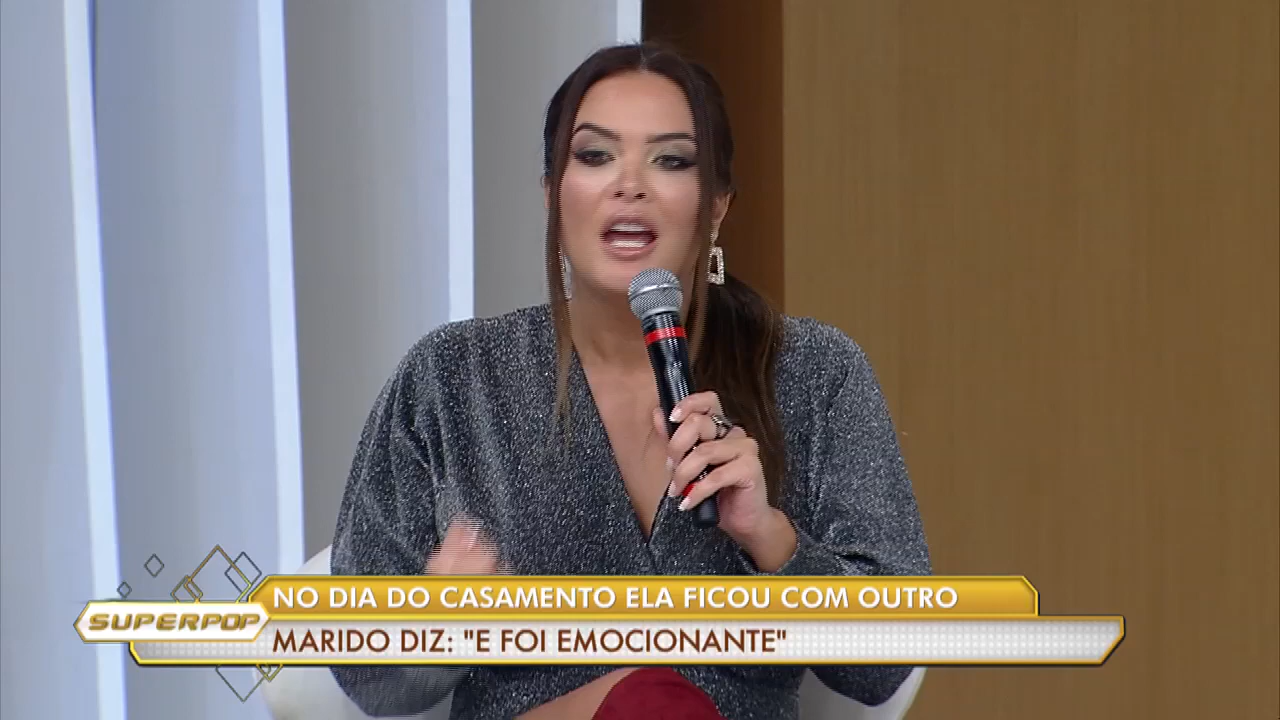 NO DIA DO CASAMENTO ELA FICOU COM OUTRO
SUPERPOP
MARIDO DIZ: "E FOI EMOCIONANTE"